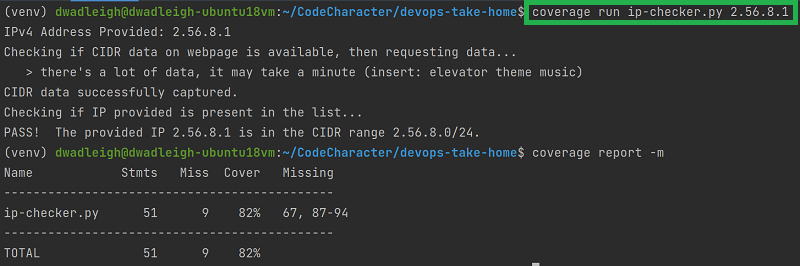 (venv) dwadleigh@dwadleigh-ubuntu18vm:~/CodeCharacter/devops-take-home$ coverage run ip-checker.py 2.56.8.1
IPv4 Address Provided: 2.56.8.1
Checking if CIDR data on webpage is available, then requesting data...
   > there's a lot of data, it may take a minute (insert: elevator theme music)
CIDR data successfully captured.
Checking if IP provided is present in the list...
PASS!  The provided IP 2.56.8.1 is in the CIDR range 2.56.8.0/24.
(venv) dwadleigh@dwadleigh-ubuntu18vm:~/CodeCharacter/devops-take-home$ coverage report -m
Name            Stmts   Miss  Cover   Missing
---------------------------------------------
ip-checker.py      51      9    82%   67, 87-94
---------------------------------------------
TOTAL              51      9    82%